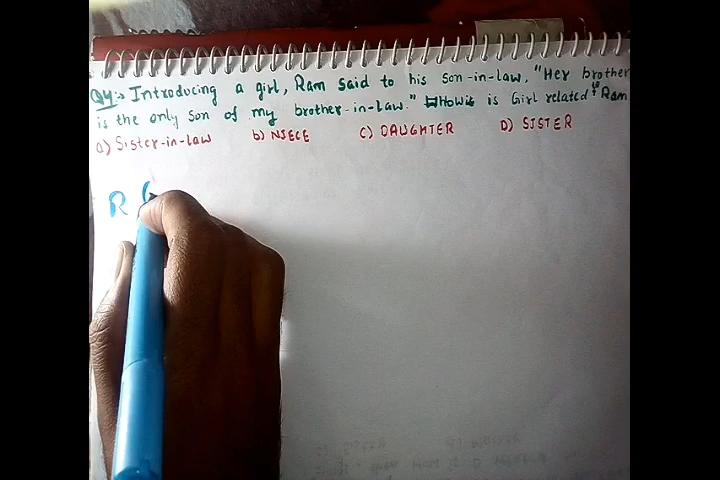 Q4:→ Introducing a girl, Ram said to his son-in-law, "Her brother
is the only son of my brother-in-law." How is Girl related to Ram
a) Sister-in-law b) NIECE C) DAUGHTER D) SISTER
R